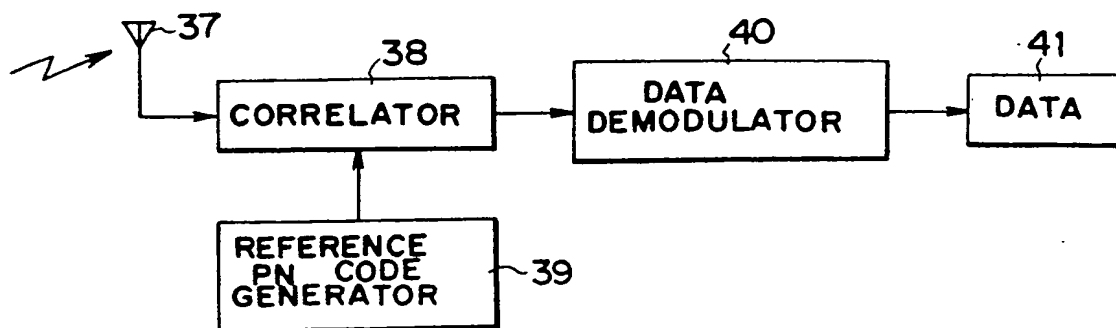 37
38
CORRELATOR
40
DATA
DEMODULATOR
41
DATA
REFERENCE
PN CODE
GENERATOR
39